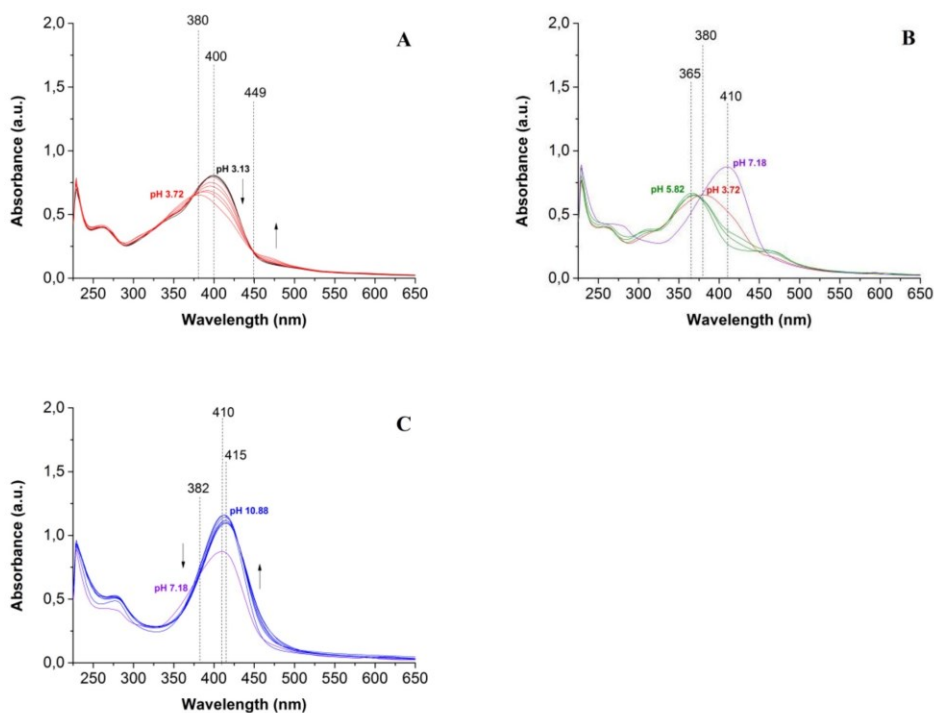 A
2,0
1,5
1,0
0,5
0,0
Absorbance (a.u.)
380
400
449
pH 3.13
pH 3.72
250 300 350 400 450 500 550 600 650
Wavelength (nm)
B
2,0
1,5
1,0
0,5
0,0
Absorbance (a.u.)
380
365
410
pH 7.18
pH 5.82
pH 3.72
250 300 350 400 450 500 550 600 650
Wavelength (nm)
C
2,0
1,5
1,0
0,5
0,0
Absorbance (a.u.)
410
415
382
pH 10.88
pH 7.18
250 300 350 400 450 500 550 600 650
Wavelength (nm)